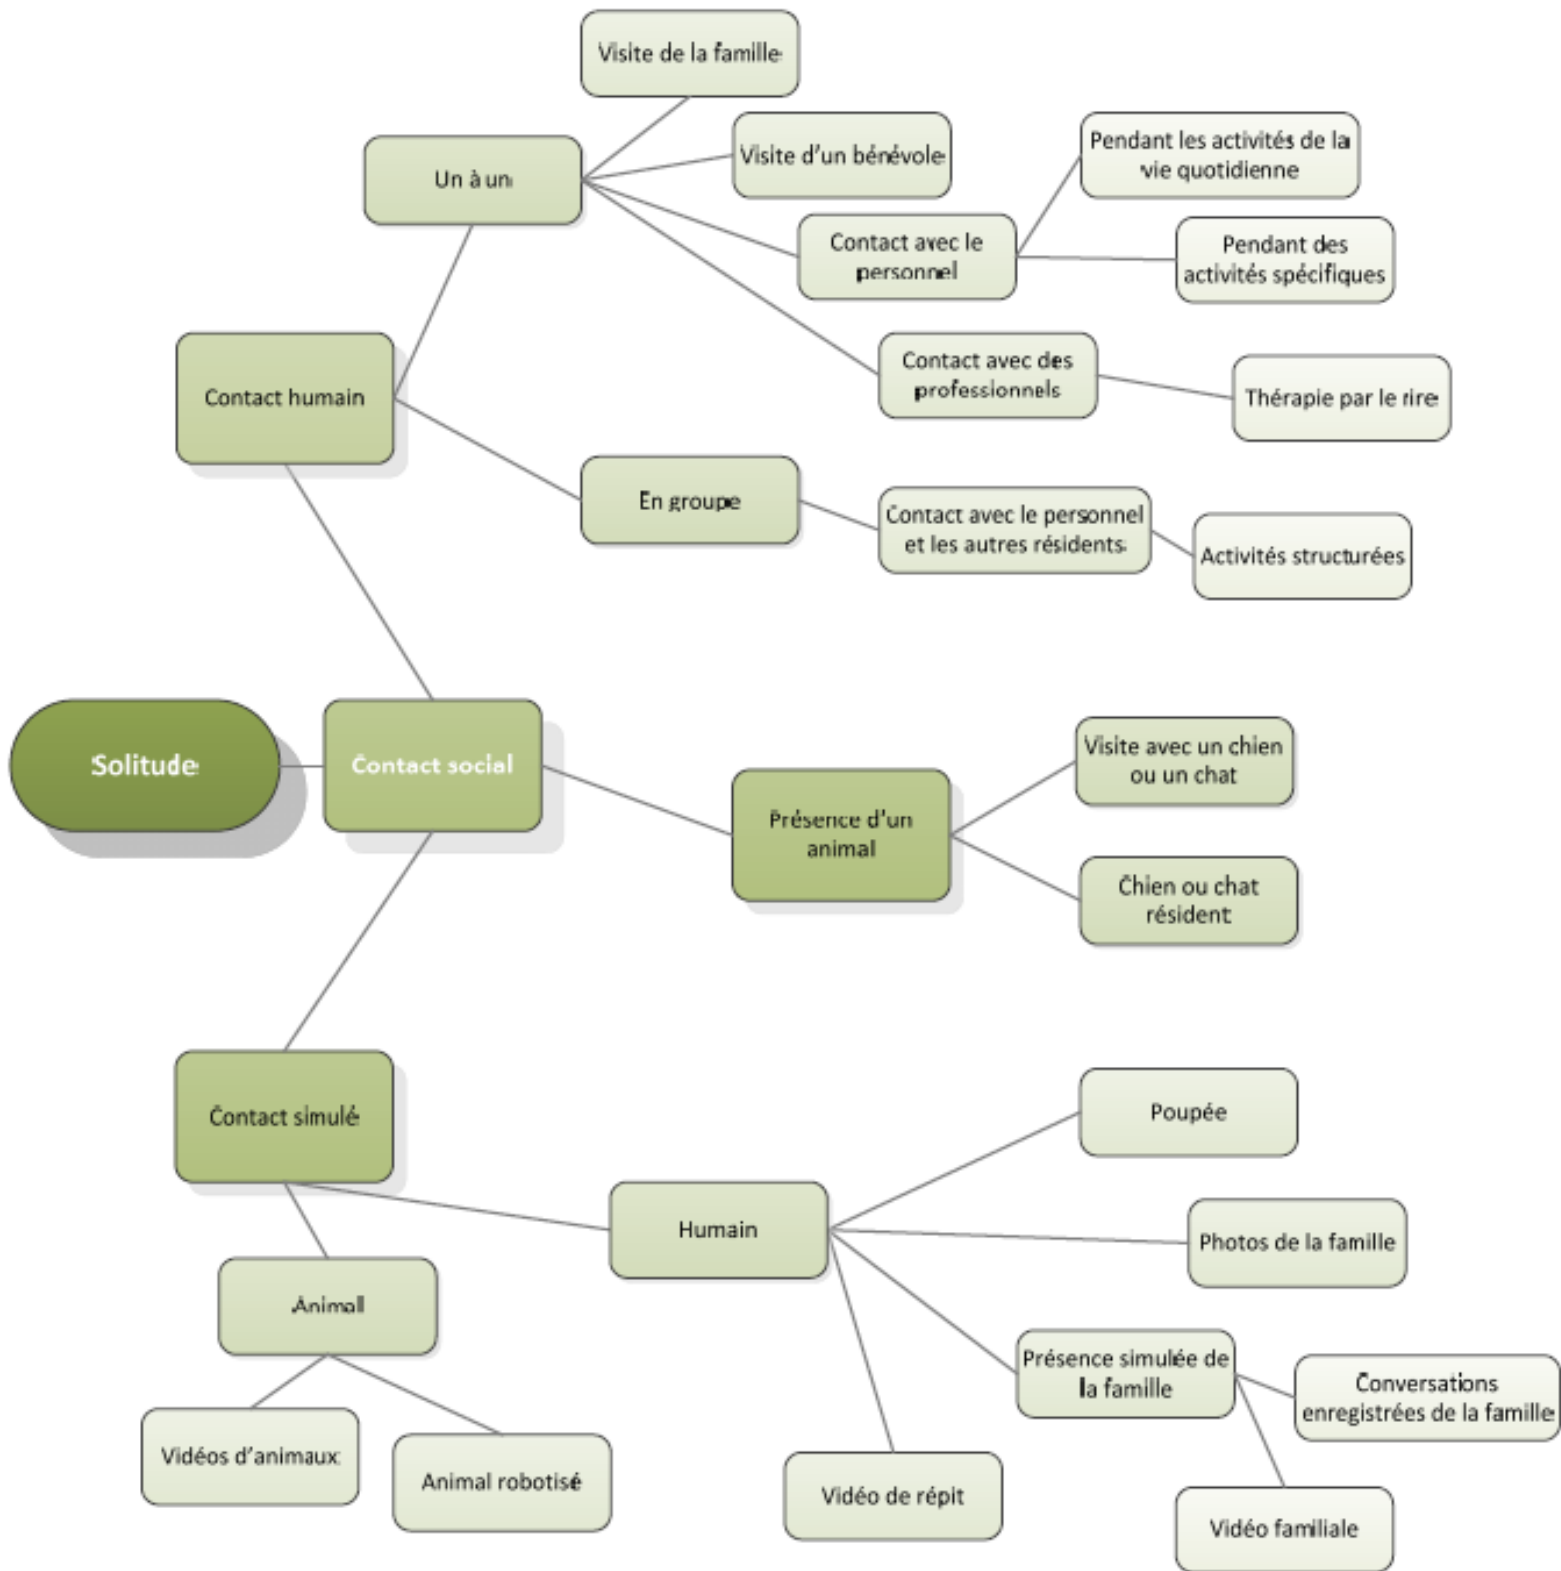 Visite de la famille
Un à un
Visite d'un bénévole
Pendant les activités de la
vie quotidienne
Contact avec le
personnel
Pendant des
activités spécifiques
Contact humain
Contact avec des
professionnels
Thérapie par le rire
En groupe
Contact avec le personnel
et les autres résidents
Activités structurées
Solitude
Contact social
Présence d'un
animal
Visite avec un chien
ou un chat
Chien ou chat
résident
Contact simulé
Humain
Poupée
Photos de la famille
Animal
Présence simulée de
la famille
Conversations
enregistrées de la famille
Vidéos d'animaux
Animal robotisé
Vidéo de répit
Vidéo familiale